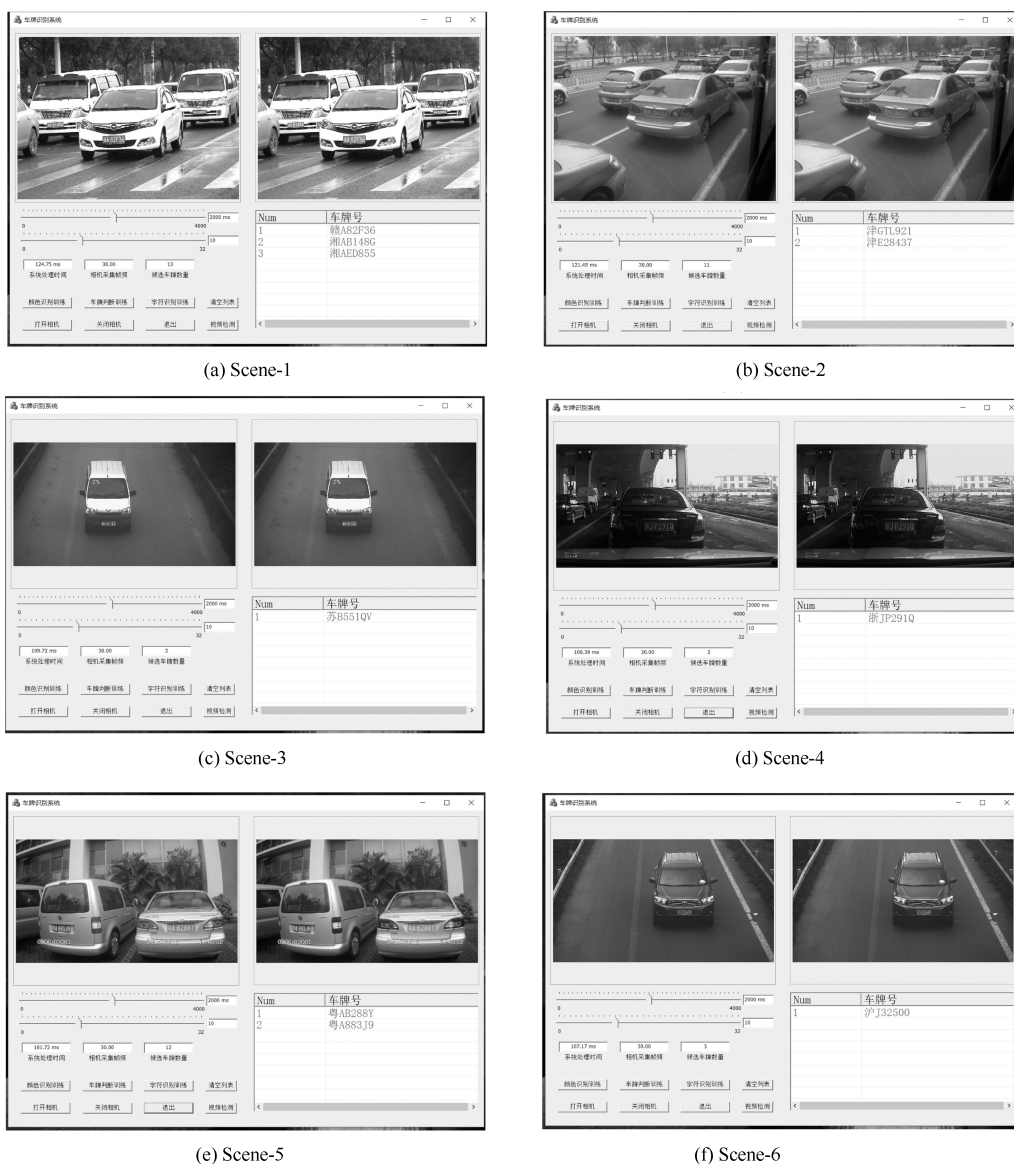 车牌识别系统
2000 ms
0 4000
10
0 32
124.75 ms 30.00 13
系统处理时间 相机采集帧频 候选车牌数量
颜色识别训练 车牌判断训练 字符识别训练 清空列表
打开相机 关闭相机 退出 视频检测
Num 车牌号
1 赣A82F36
2 湘AB148G
3 湘AED855
(a) Scene-1
车牌识别系统
2000 ms
0 4000
10
0 32
121.45 ms 30.00 11
系统处理时间 相机采集帧频 候选车牌数量
颜色识别训练 车牌判断训练 字符识别训练 清空列表
打开相机 关闭相机 退出 视频检测
Num 车牌号
1 津GTL921
2 津E28437
(b) Scene-2
车牌识别系统
2000 ms
0 4000
10
0 32
109.72 ms 30.00 2
系统处理时间 相机采集帧频 候选车牌数量
颜色识别训练 车牌判断训练 字符识别训练 清空列表
打开相机 关闭相机 退出 视频检测
Num 车牌号
1 苏B551QV
(c) Scene-3
车牌识别系统
JP291Q
2000 ms
0 4000
10
0 32
108.39 ms 30.00 2
系统处理时间 相机采集帧频 候选车牌数量
颜色识别训练 车牌判断训练 字符识别训练 清空列表
打开相机 关闭相机 退出 视频检测
Num 车牌号
1 浙JP291Q
(d) Scene-4
车牌识别系统
2000 ms
0 4000
10
0 32
161.72 ms 30.00 12
系统处理时间 相机采集帧频 候选车牌数量
颜色识别训练 车牌判断训练 字符识别训练 清空列表
打开相机 关闭相机 退出 视频检测
Num 车牌号
1 粤AB288Y
2 粤A883J9
(e) Scene-5
车牌识别系统
2000 ms
0 4000
10
0 32
107.17 ms 30.00 3
系统处理时间 相机采集帧频 候选车牌数量
颜色识别训练 车牌判断训练 字符识别训练 清空列表
打开相机 关闭相机 退出 视频检测
Num 车牌号
1 沪J32500
(f) Scene-6